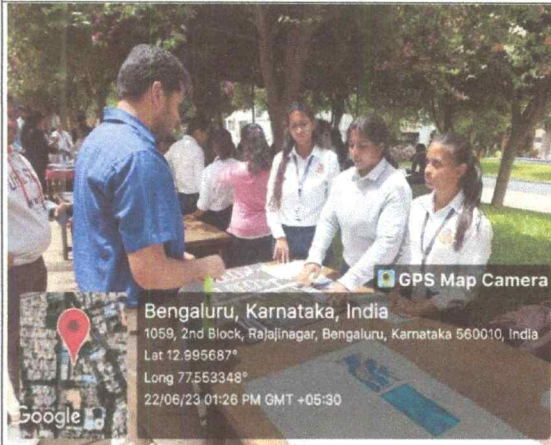 GPS Map Camera
Bengaluru, Karnataka, India
1059, 2nd Block, Rajajinagar, Bengaluru, Karnataka 560010, India
Lat 12.995687°
Long 77.553348°
22/06/23 01:26 PM GMT +05:30
Google